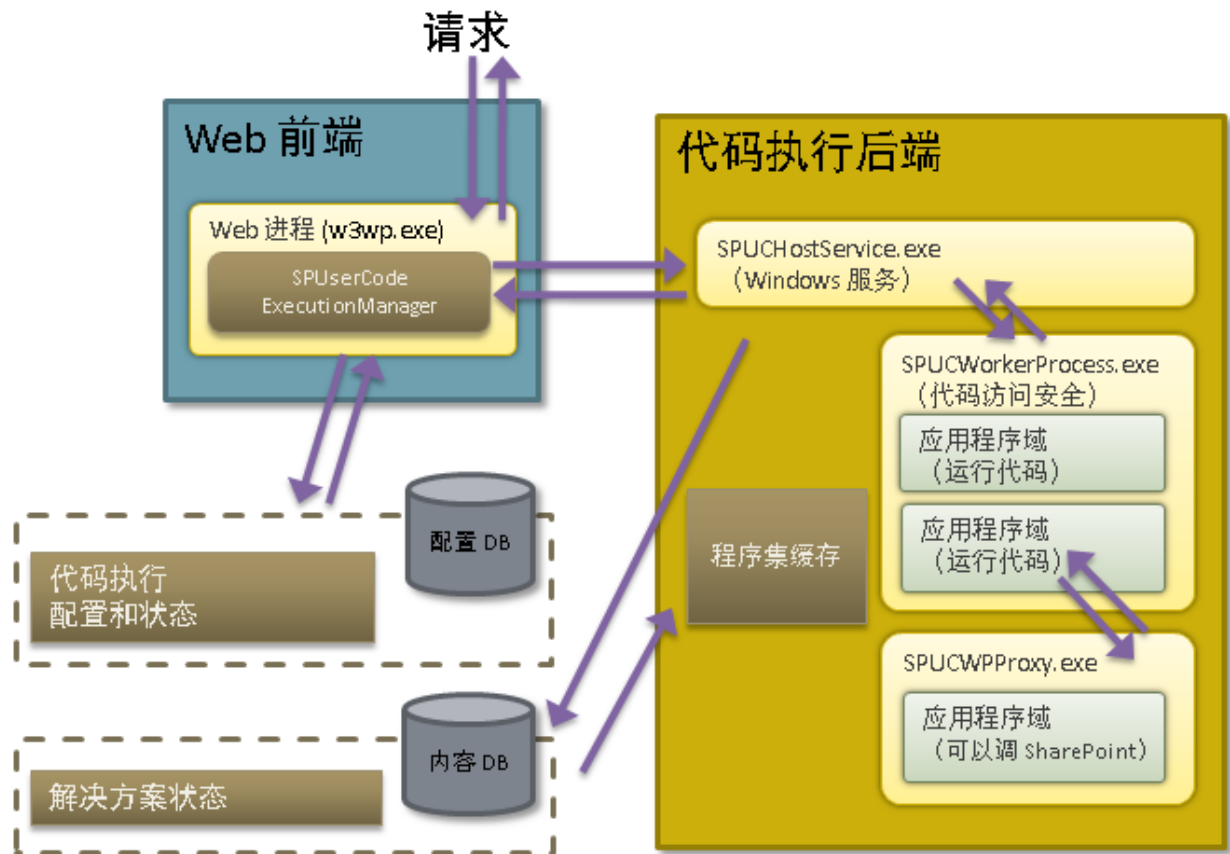 请求
Web 前端
Web 进程 (w3wp.exe)
SPUserCode
ExecutionManager
代码执行后端
SPUCHostService.exe
（Windows 服务）
SPUCWorkerProcess.exe
（代码访问安全）
应用程序域
（运行代码）
应用程序域
（运行代码）
程序集缓存
SPUCWPProxy.exe
应用程序域
（可以调 SharePoint）
配置 DB
代码执行
配置和状态
内容 DB
解决方案状态